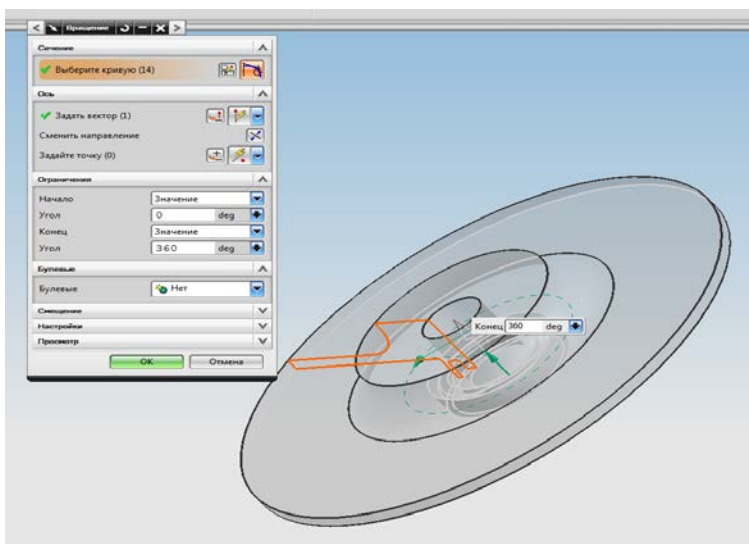 Вращение
Сечение
Выберите кривую (14)
Ось
Задать вектор (1)
Сменить направление
Задайте точку (0)
Ограничения
Начало Значение
Угол 0 deg
Конец Значение
Угол 360 deg
Булевые
Булевые Нет
Смещение
Настройки
Просмотр
OK Отмена
Конец 360 deg